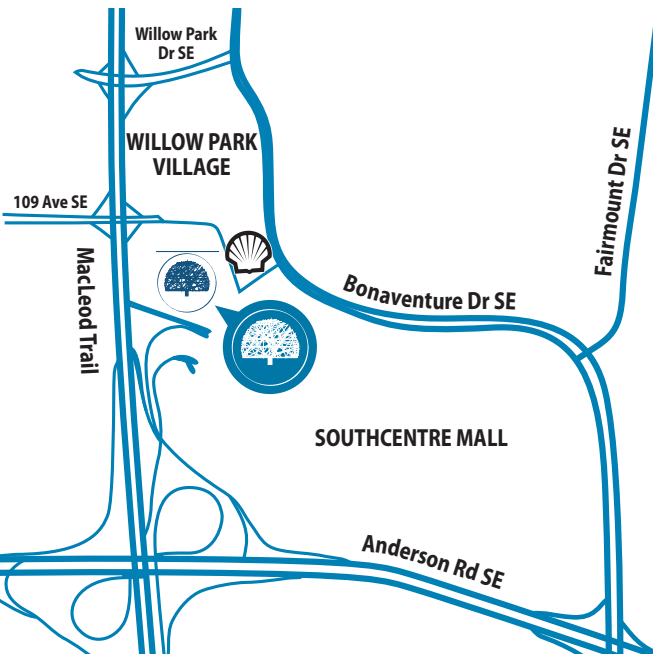 Willow Park
Dr SE
WILLOW PARK
VILLAGE
109 Ave SE
Fairmount Dr SE
MacLeod Trail
Bonaventure Dr SE
SOUTHCENTRE MALL
Anderson Rd SE